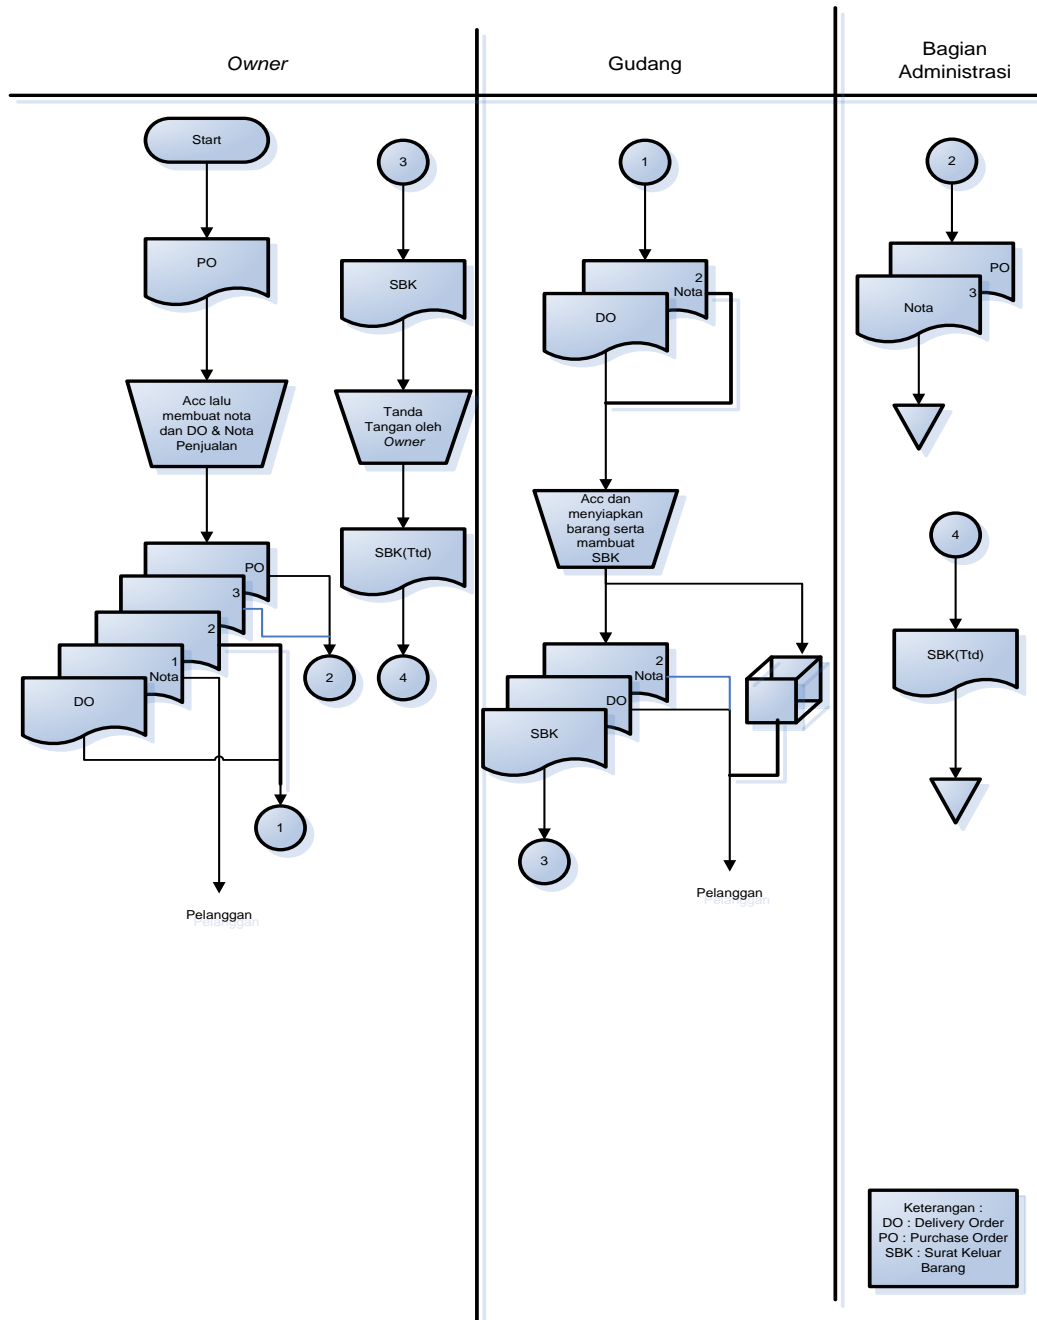 Owner
Gudang
Bagian
Administrasi
Start
3
1
2
PO
SBK
2
Nota
DO
PO
3
Nota
Acc lalu
membuat nota
dan DO & Nota
Penjualan
Tanda
Tangan oleh
Owner
Acc dan
menyiapkan
barang serta
mambuat
SBK
4
PO
3
2
1
Nota
DO
SBK(Ttd)
2
4
2
Nota
DO
SBK
SBK(Ttd)
1
3
Pelanggan
Pelanggan
Keterangan :
DO : Delivery Order
PO : Purchase Order
SBK : Surat Keluar
Barang